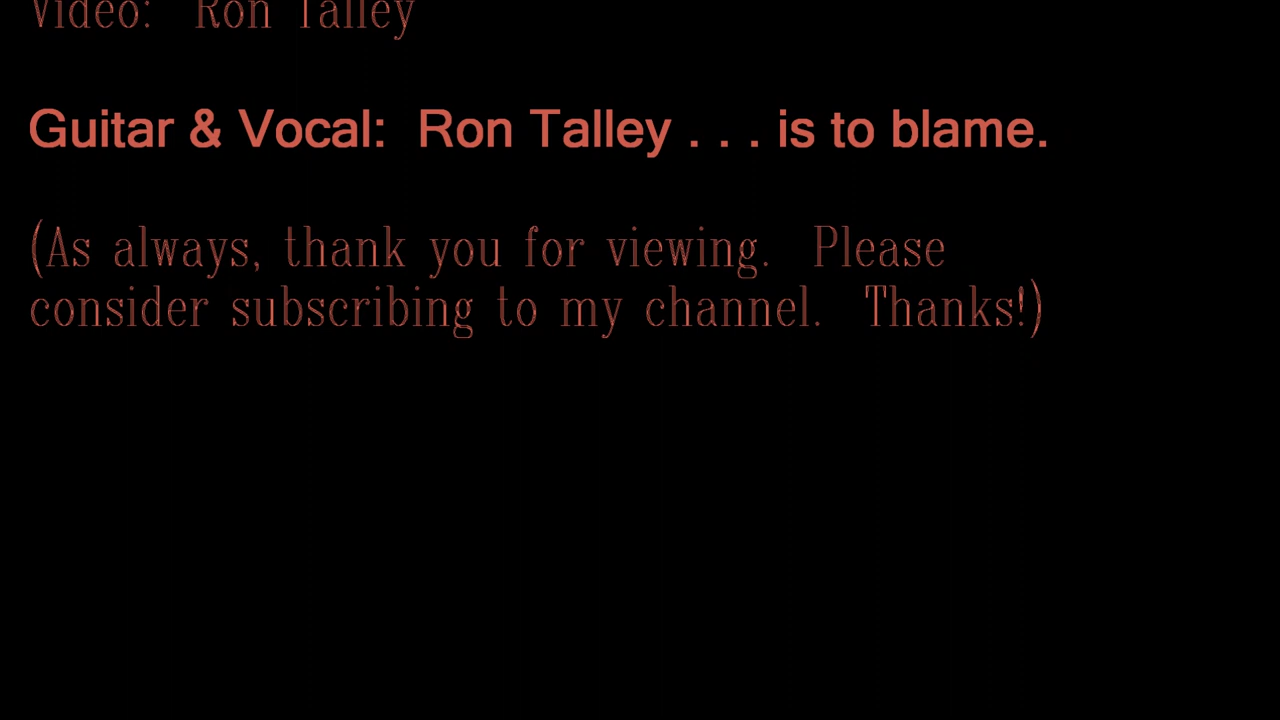 Video:  Ron Talley
Guitar & Vocal:  Ron Talley . . . is to blame.
(As always, thank you for viewing.  Please
consider subscribing to my channel.  Thanks!)